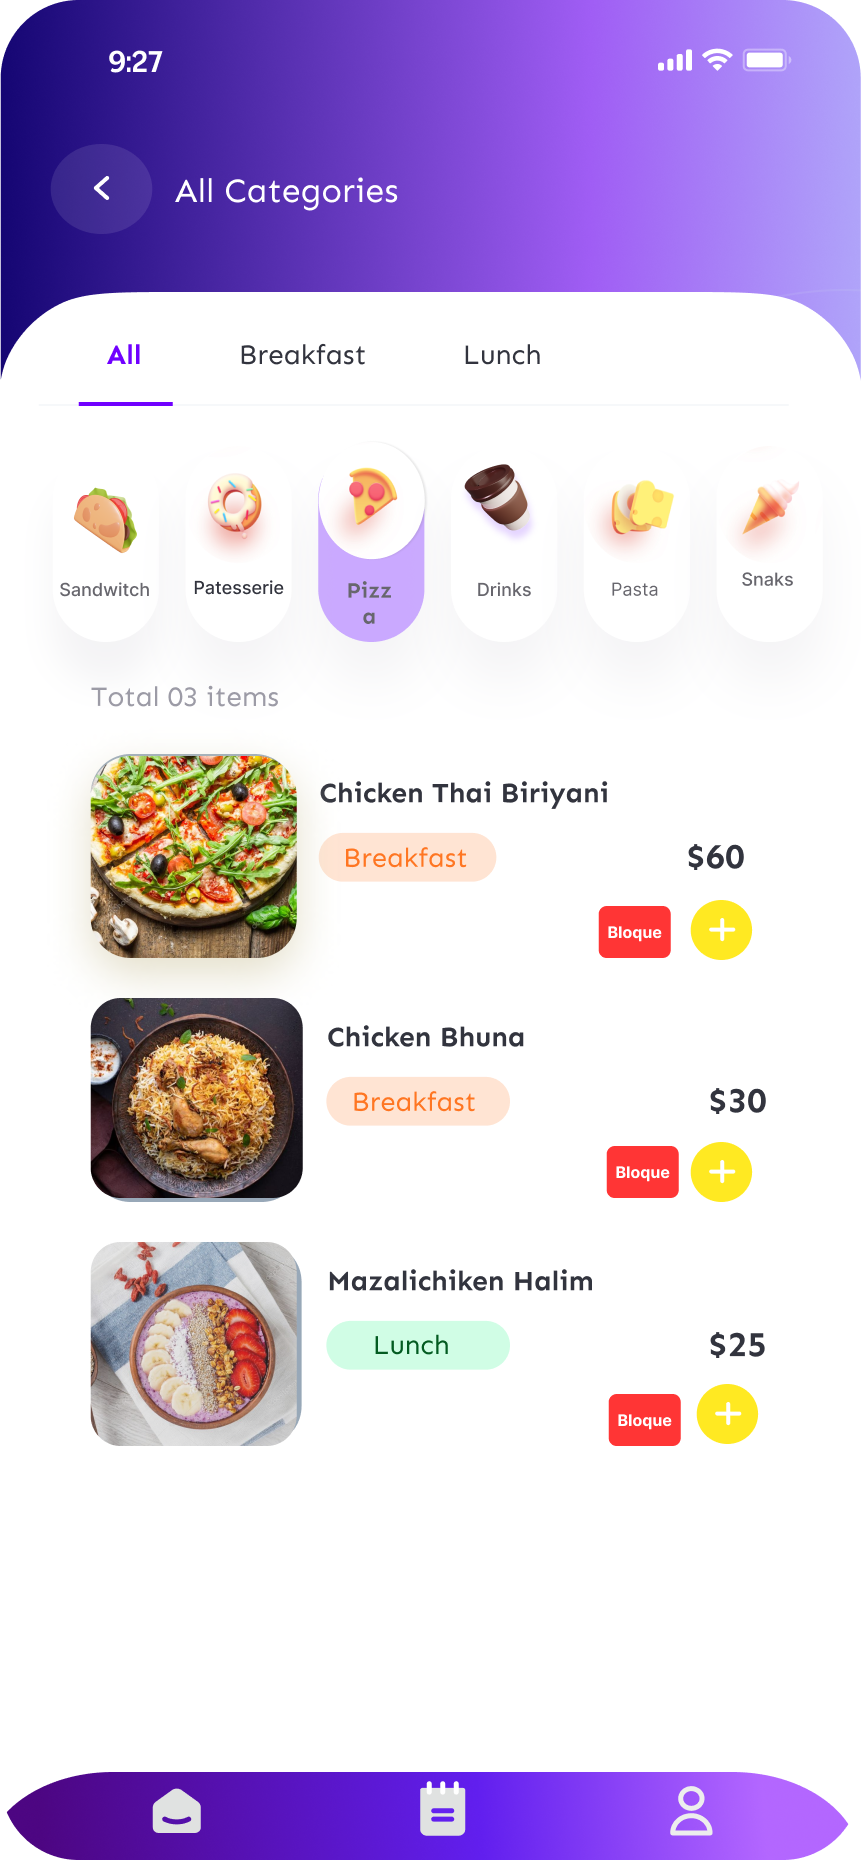 9:27
All Categories
All
Breakfast
Lunch
Sandwitch
Patesserie
Pizz
a
Drinks
Pasta
Snaks
Total 03 items
Chicken Thai Biriyani
Breakfast
$60
Bloque
Chicken Bhuna
Breakfast
$30
Bloque
Mazalichiken Halim
Lunch
$25
Bloque